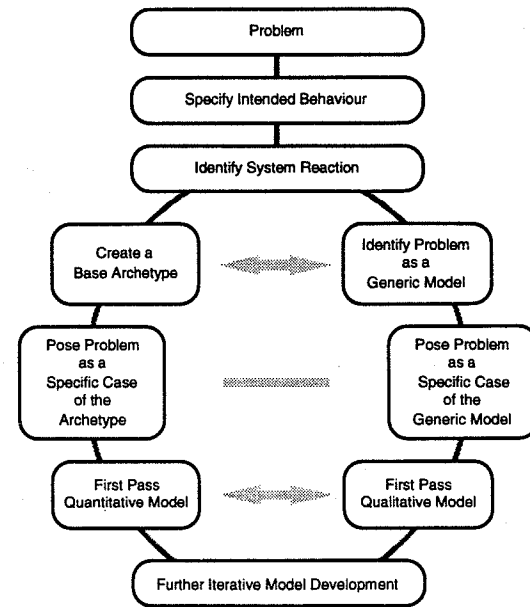 Problem
Specify Intended Behaviour
Identify System Reaction
Create a
Base Archetype
Identify Problem
as a
Generic Model
Pose Problem
as a
Specific Case
of the
Archetype
Pose Problem
as a
Specific Case
of the
Generic Model
First Pass
Quantitative Model
First Pass
Qualitative Model
Further Iterative Model Development